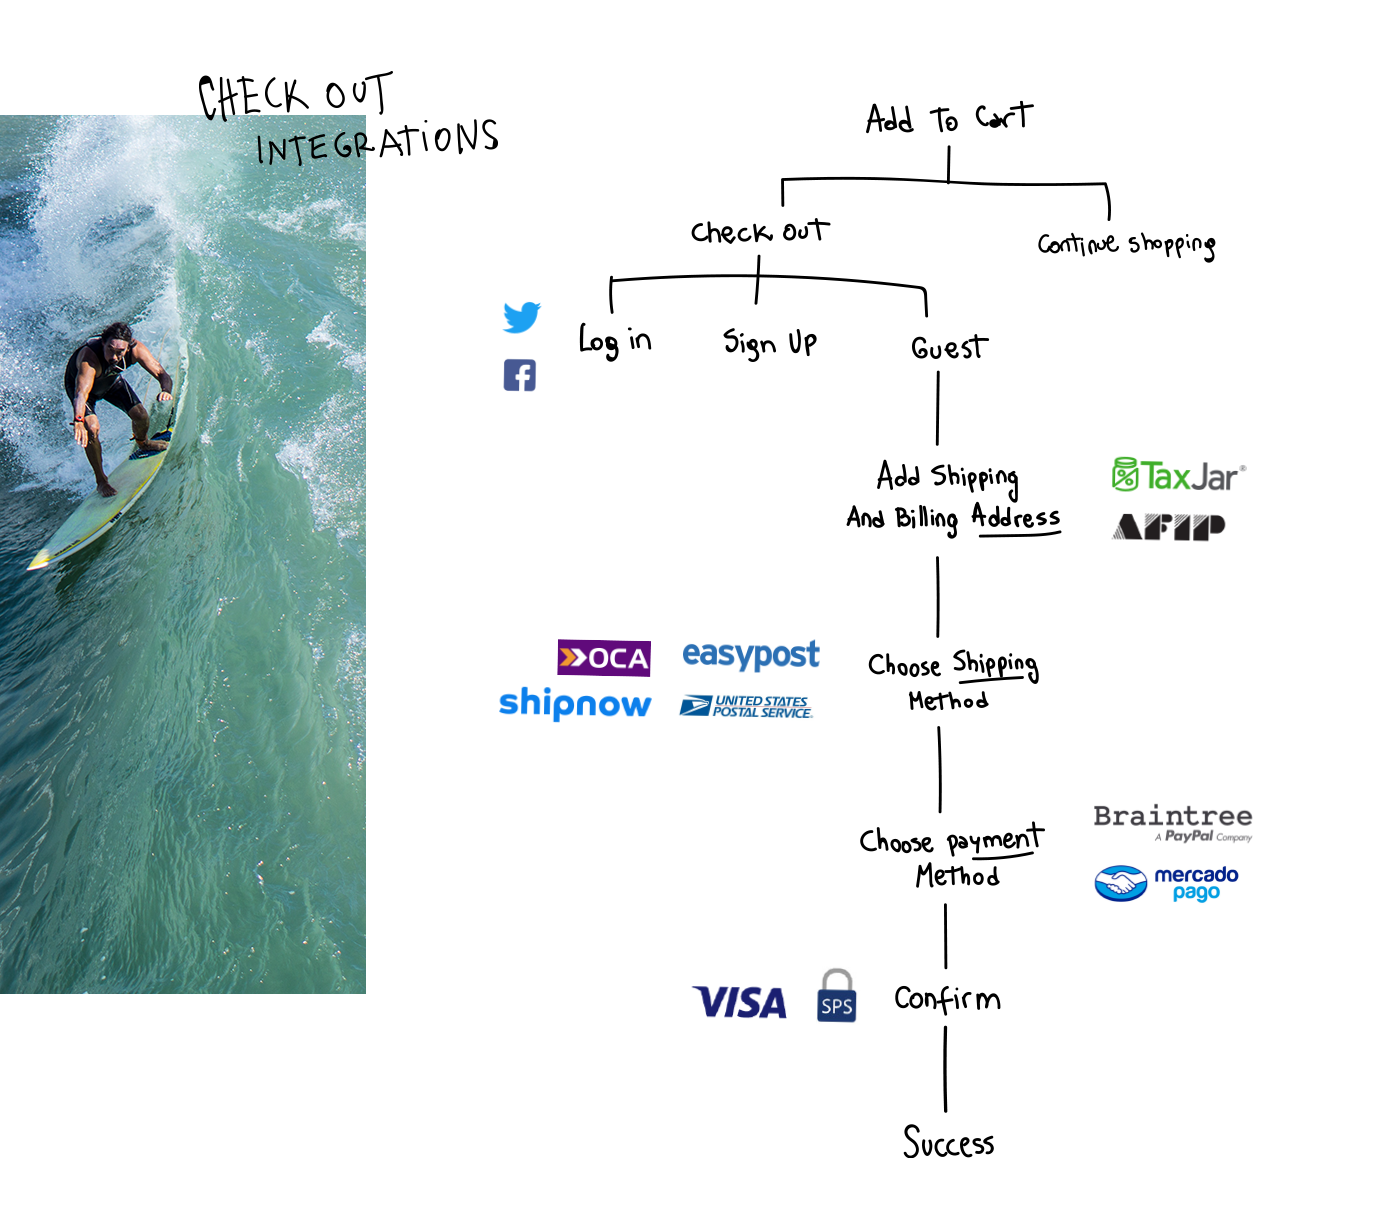 CHECK OUT
INTEGRATIONS
Add To Cart
Check out
Continue shopping
Log in
Sign Up
Guest
Add Shipping
And Billing Address
TaxJar®
AFIP
OCA
easypost
shipnow
UNITED STATES
POSTAL SERVICE®
Choose Shipping
Method
Choose payment
Method
Braintree
A PayPal Company
mercado
pago
VISA
SPS
Confirm
Success